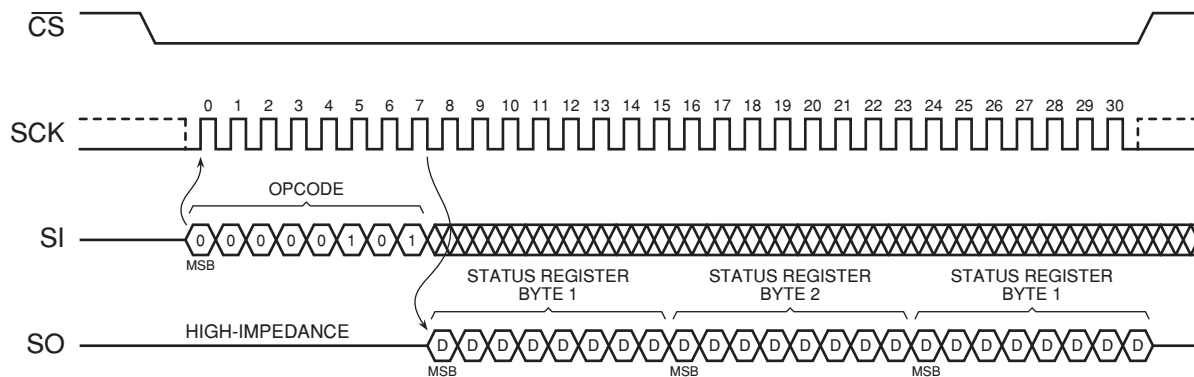 CS
0 1 2 3 4 5 6 7 8 9 10 11 12 13 14 15 16 17 18 19 20 21 22 23 24 25 26 27 28 29 30
SCK
OPCODE
SI 0 0 0 0 0 1 0 1
MSB
STATUS REGISTER
BYTE 1
STATUS REGISTER
BYTE 2
STATUS REGISTER
BYTE 1
HIGH-IMPEDANCE
SO D D D D D D D D D D D D D D D D D D D D D D D D
MSB MSB MSB